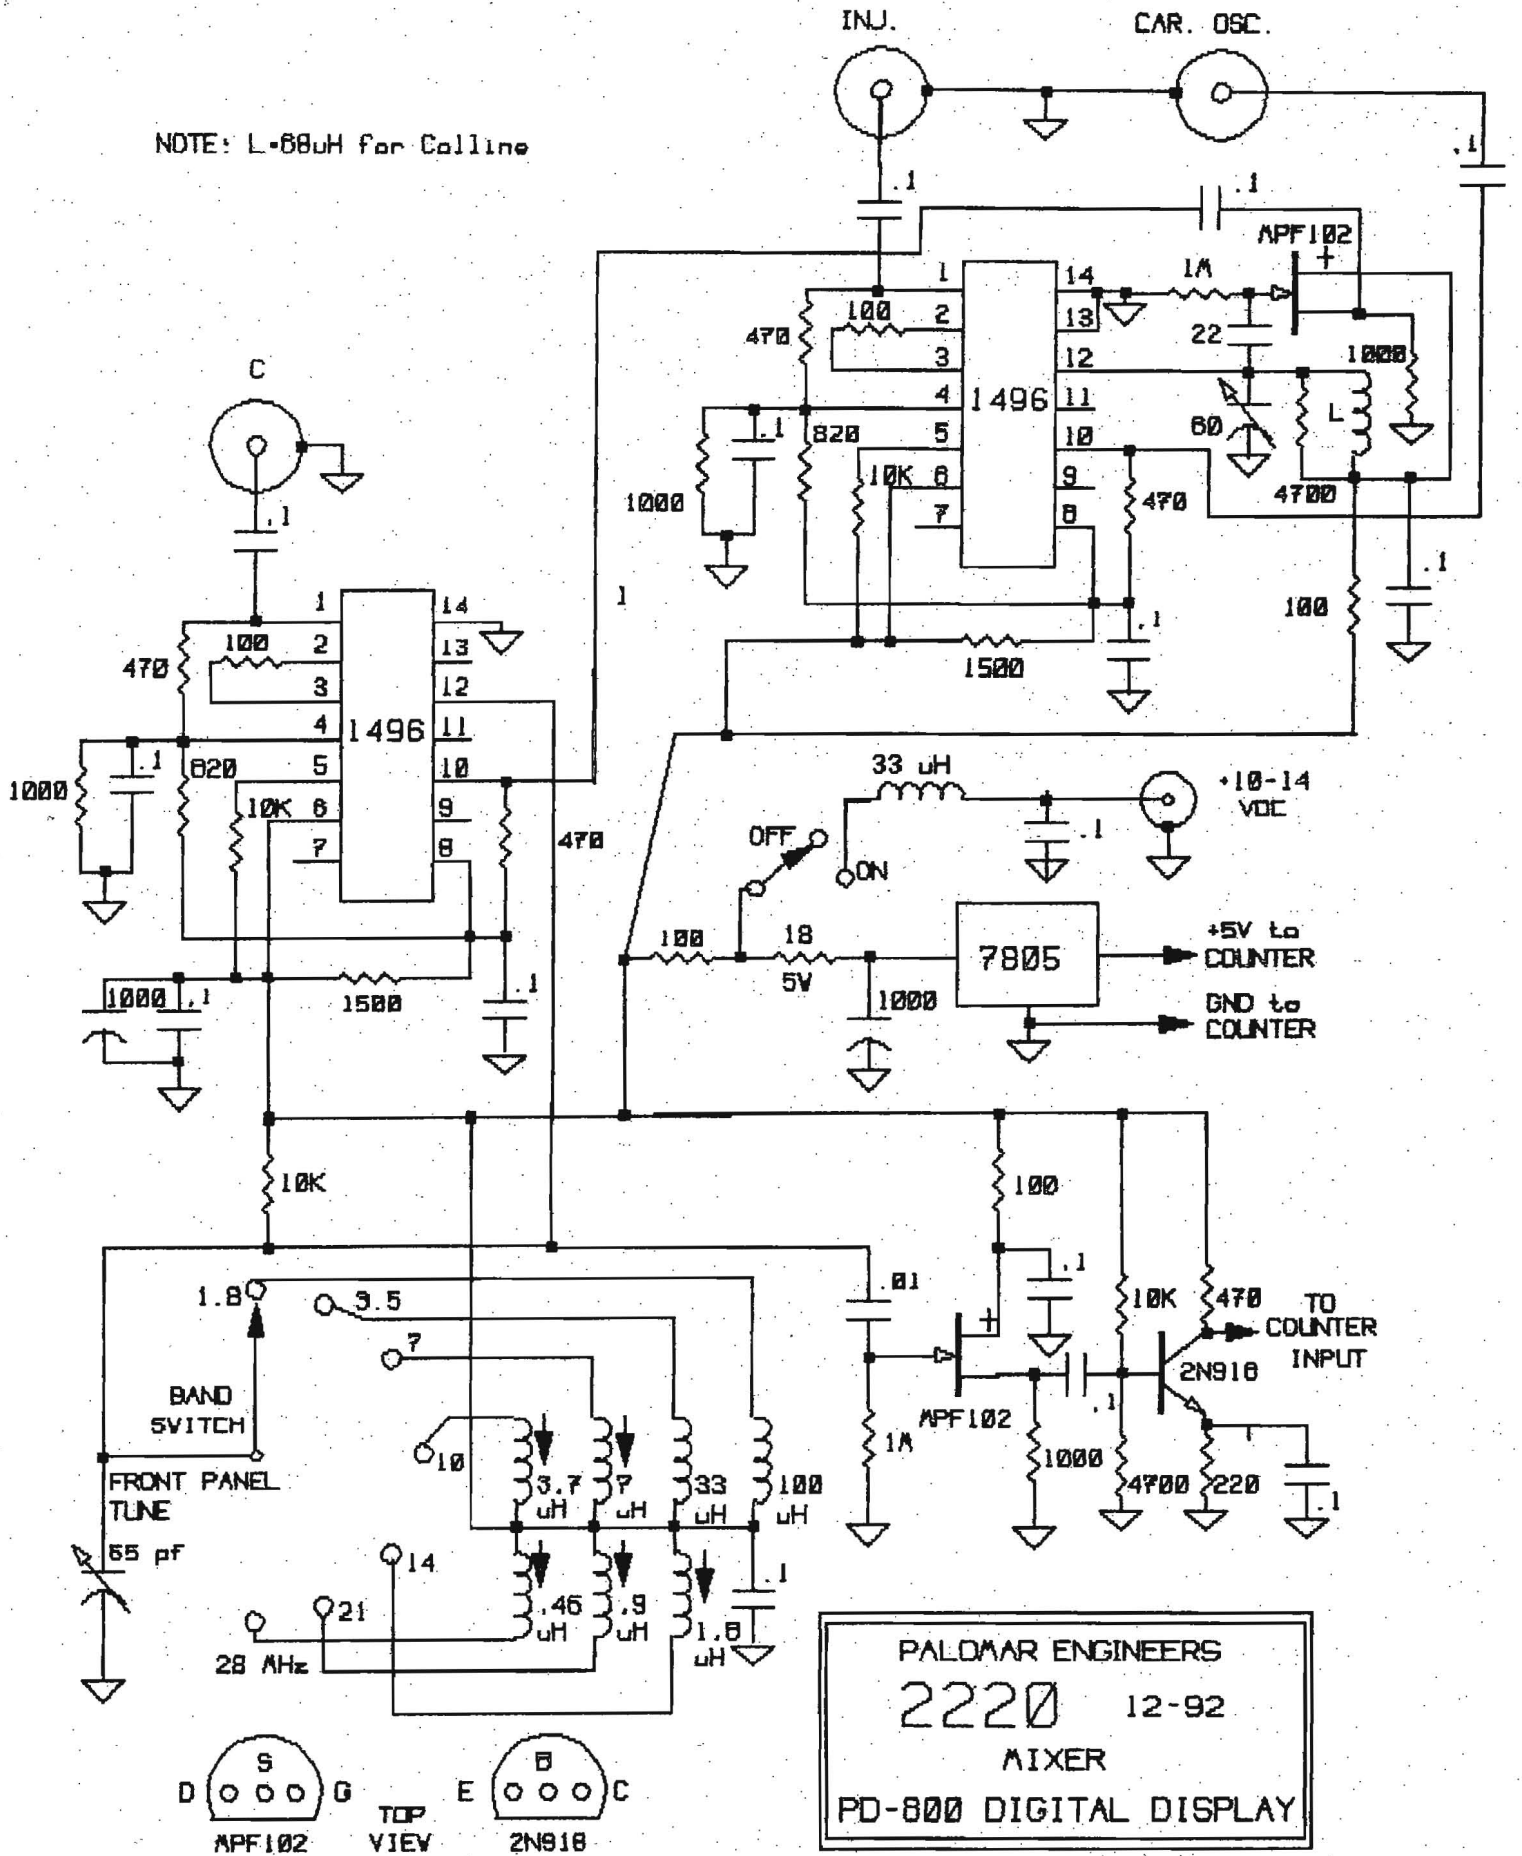 INJ.
CAR. OSC.
NOTE: L=68uH for Colline
.1
.1
.1
MPF102
+
1M
1
14
100
2
13
22
470
3
12
1000
1496
4
11
60
L
.1
820
5
10
10K
6
9
470
4700
1000
7
8
.1
100
.1
1500
C
.1
1
1
14
100
2
13
470
3
12
4
1496
11
.1
820
5
10
1000
10K
6
9
470
7
8
.1
1000
.1
1500
33 uH
+10-14
VDC
OFF
.1
ON
100
18
5W
7805
+5V to
COUNTER
1000
GND to
COUNTER
10K
100
1.8
3.5
7
.01
.1
10K
470
TO
COUNTER
INPUT
+
2N918
BAND
SWITCH
MPF102
.1
10
1M
1000
4700
220
.1
FRONT PANEL
TUNE
3.7
uH
7
uH
33
uH
100
uH
65 pf
14
.1
21
.46
uH
.9
uH
1.8
uH
28 MHz
PALOMAR ENGINEERS
2220 12-92
MIXER
PD-800 DIGITAL DISPLAY
S
D G
MPF102
TOP
VIEW
B
E C
2N918